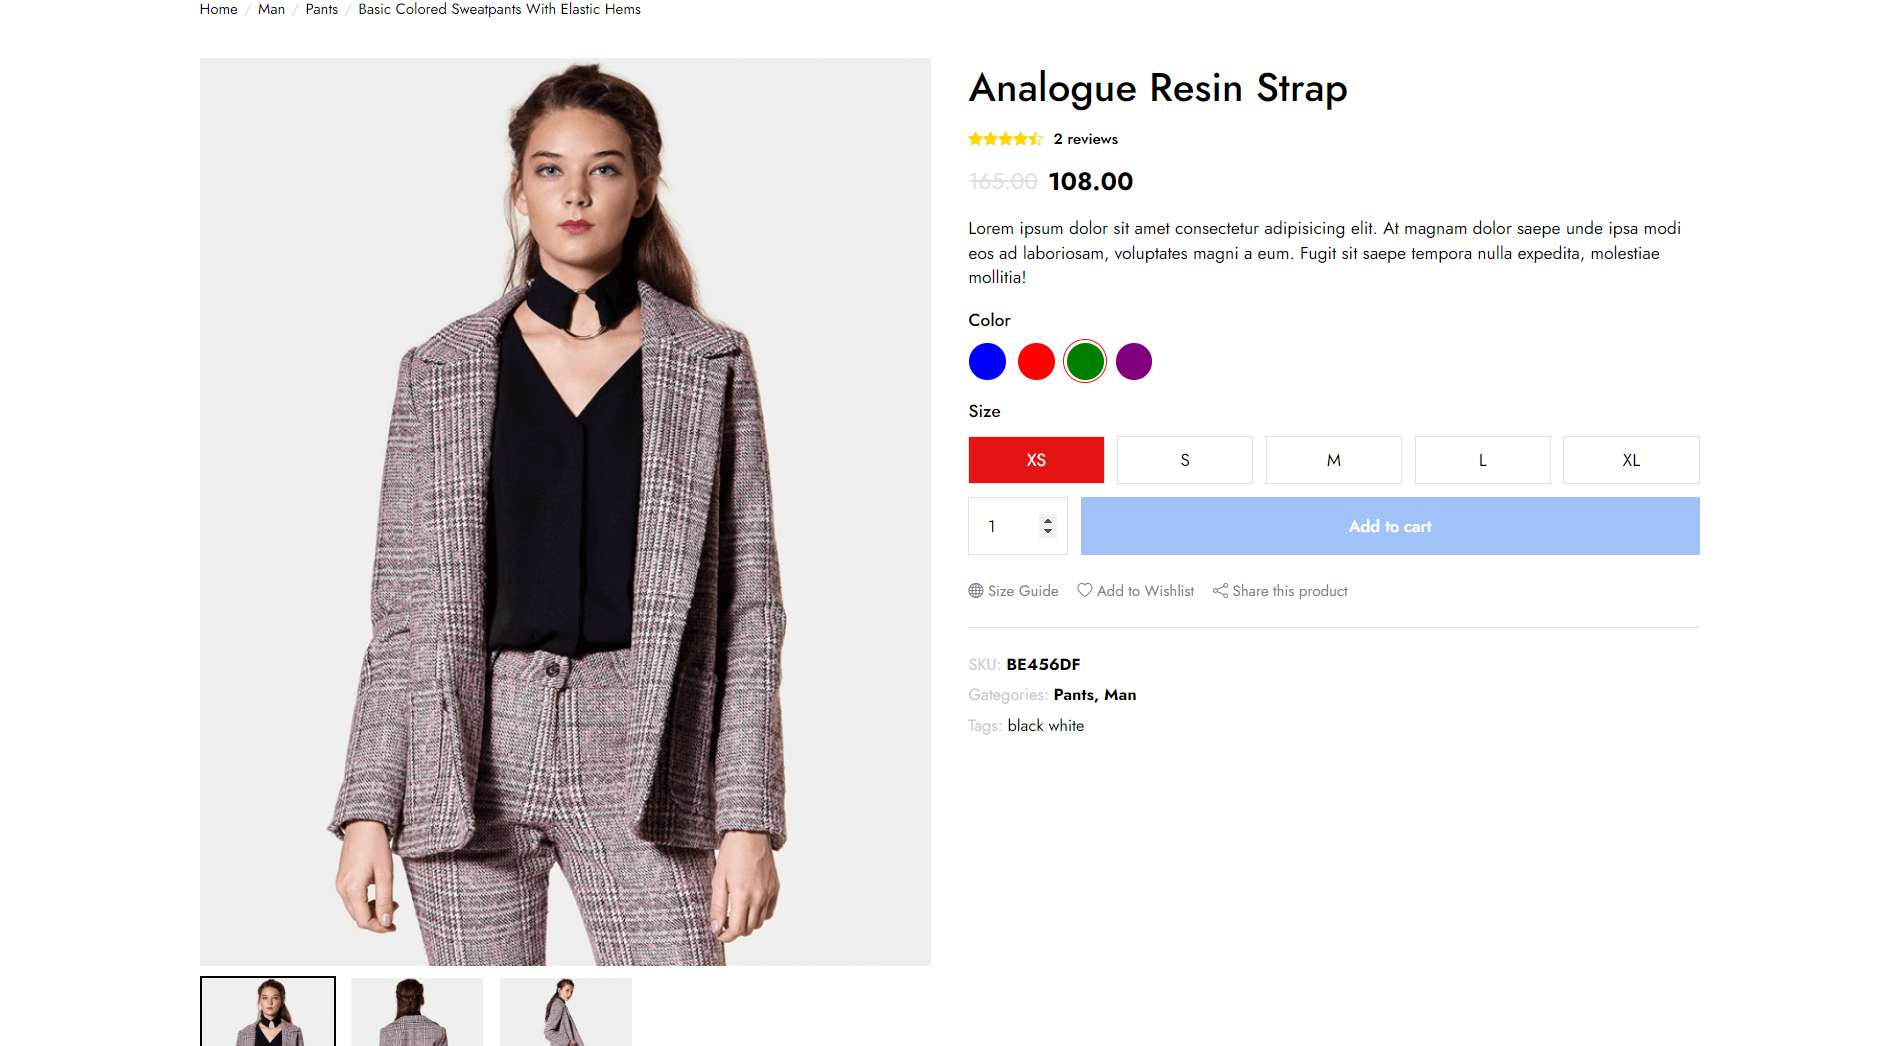 Home / Man / Pants / Basic Colored Sweatpants With Elastic Hems
Analogue Resin Strap
2 reviews
165.00 108.00
Lorem ipsum dolor sit amet consectetur adipisicing elit. At magnam dolor saepe unde ipsa modi
eos ad laboriosam, voluptates magni a eum. Fugit sit saepe tempora nulla expedita, molestiae
mollitia!
Color
Size
XS S M L XL
1 Add to cart
Size Guide Add to Wishlist Share this product
SKU: BE456DF
Gategories: Pants, Man
Tags: black white